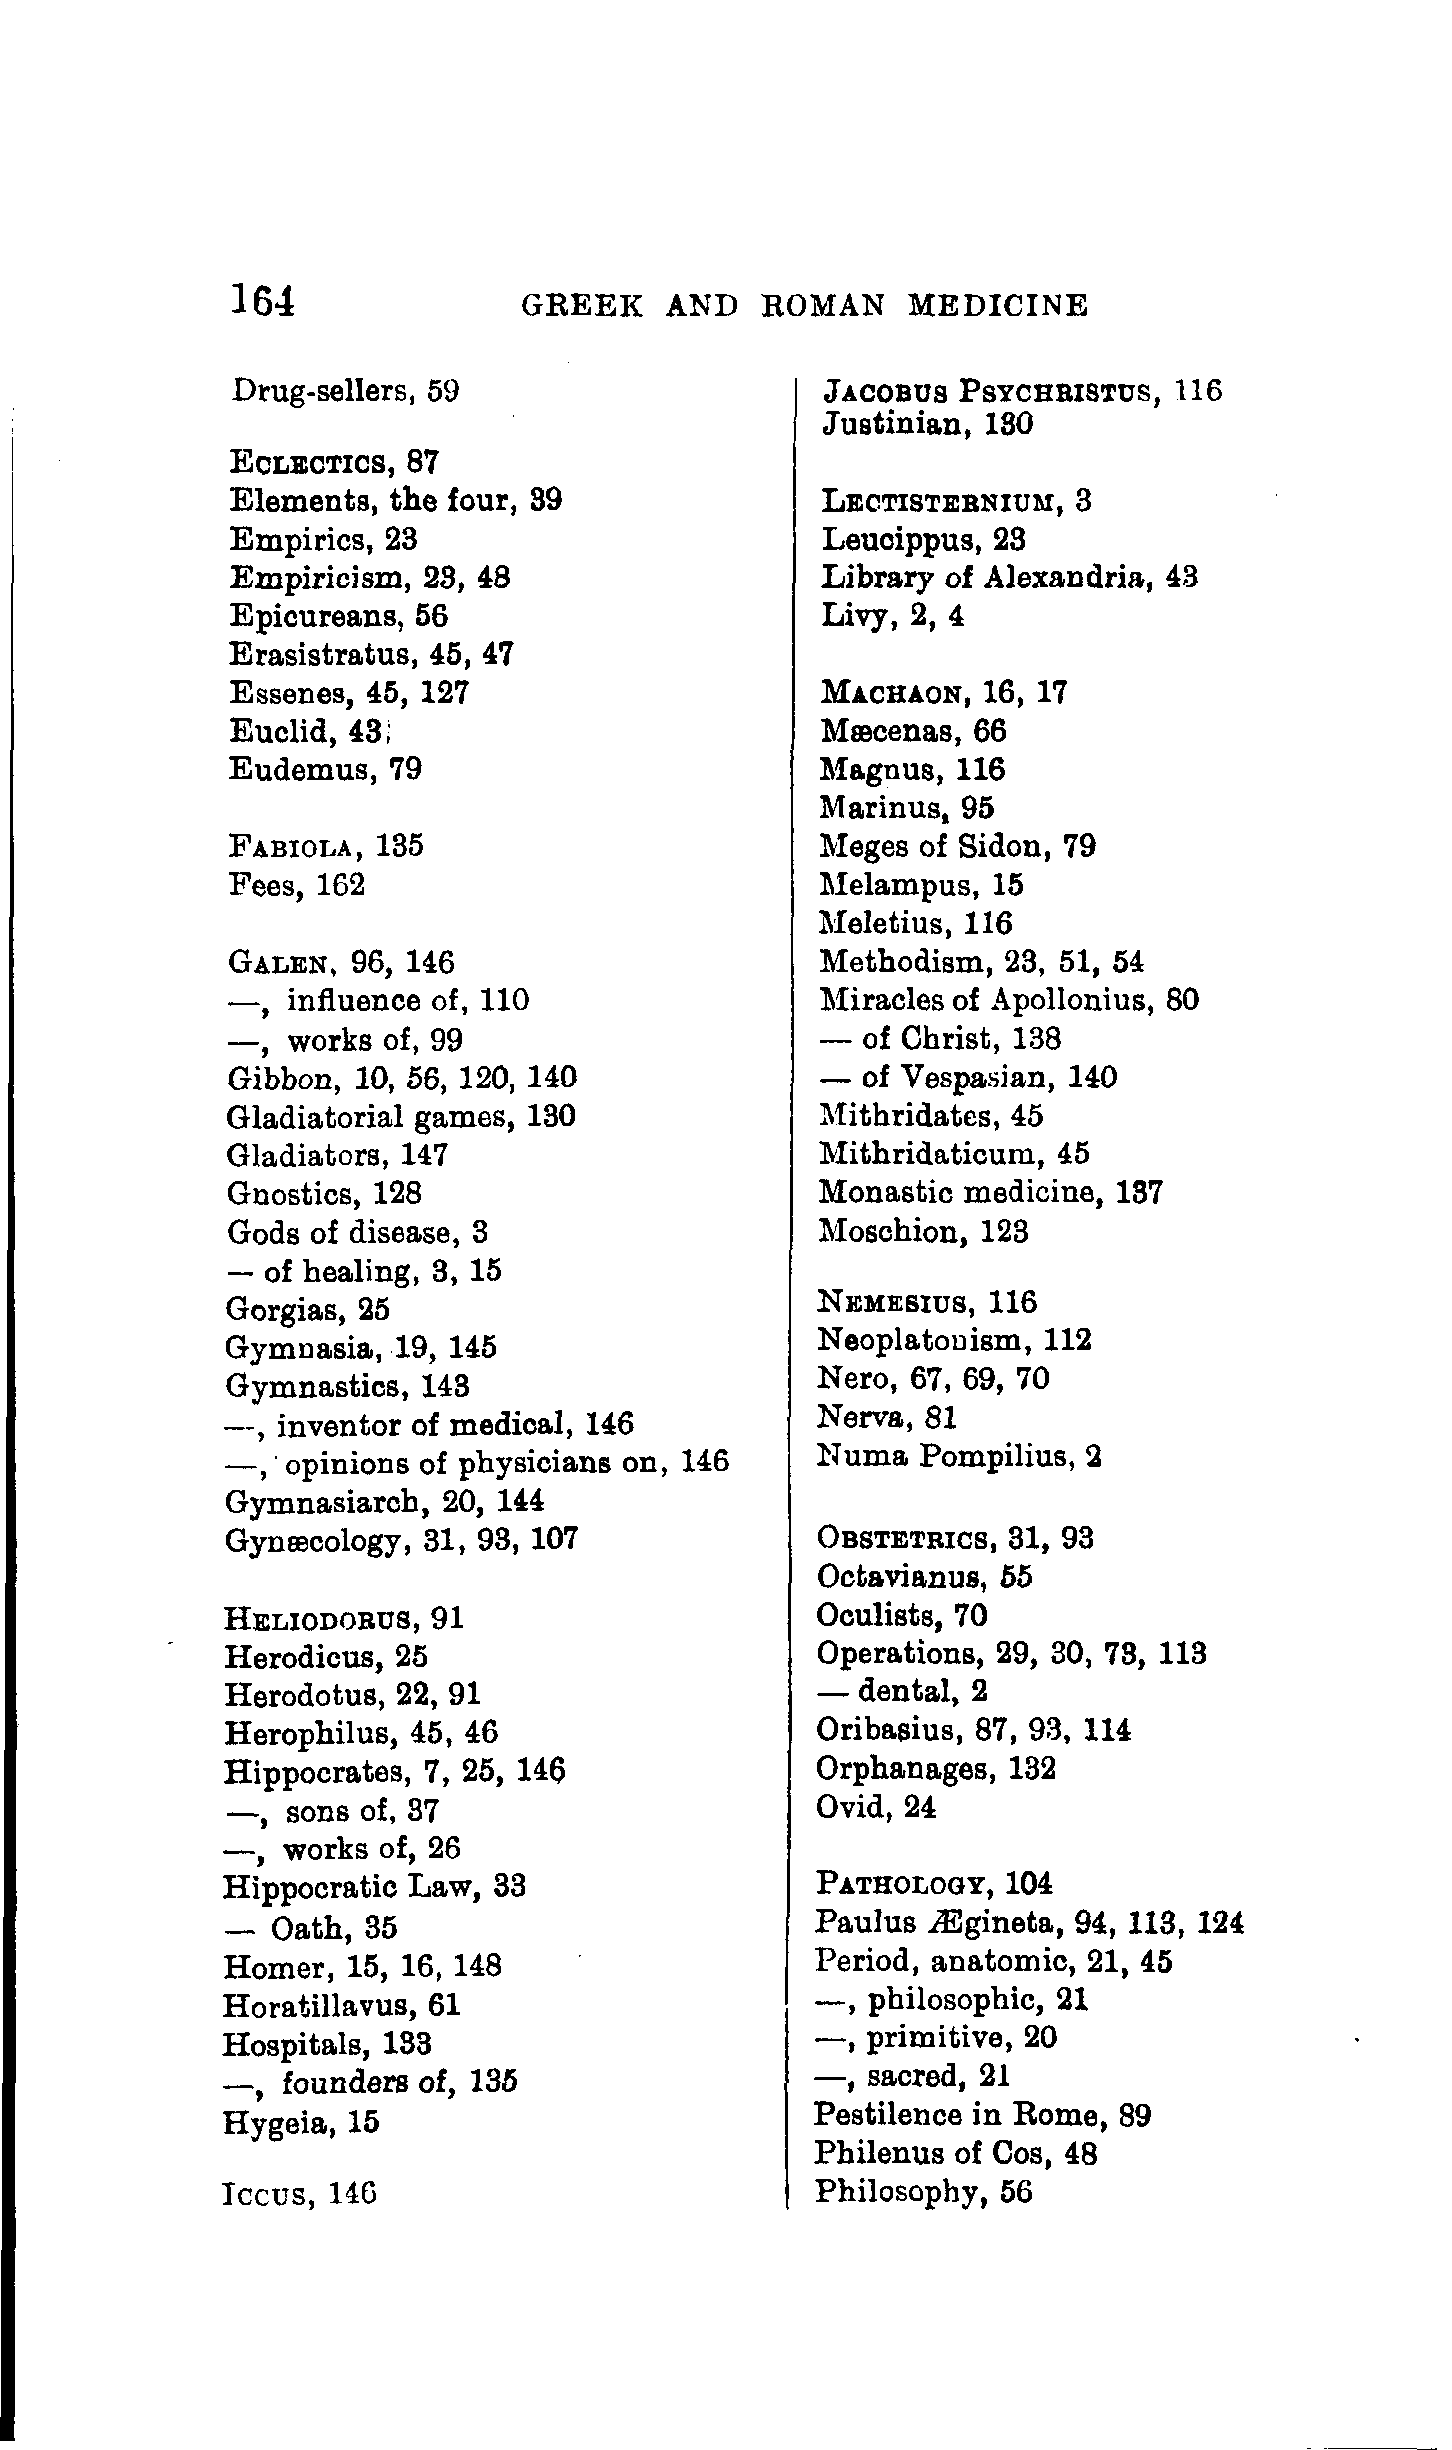 164 GREEK AND ROMAN MEDICINE
Drug-sellers, 59
ECLECTICS, 87
Elements, the four, 39
Empirics, 23
Empiricism, 23, 48
Epicureans, 56
Erasistratus, 45, 47
Essenes, 45, 127
Euclid, 43;
Eudemus, 79
FABIOLA, 135
Fees, 162
GALEN, 96, 146
—, influence of, 110
—, works of, 99
Gibbon, 10, 56, 120, 140
Gladiatorial games, 130
Gladiators, 147
Gnostics, 128
Gods of disease, 3
— of healing, 3, 15
Gorgias, 25
Gymnasia, 19, 145
Gymnastics, 143
—, inventor of medical, 146
—, opinions of physicians on, 146
Gymnasiarch, 20, 144
Gynæcology, 31, 93, 107
HELIODORUS, 91
Herodicus, 25
Herodotus, 22, 91
Herophilus, 45, 46
Hippocrates, 7, 25, 146
—, sons of, 37
—, works of, 26
Hippocratic Law, 33
— Oath, 35
Homer, 15, 16, 148
Horatillavus, 61
Hospitals, 133
—, founders of, 135
Hygeia, 15
ICCUS, 146
JACOBUS PSYCHRISTUS, 116
Justinian, 130
LECTISTERNIUM, 3
Leucippus, 23
Library of Alexandria, 43
Livy, 2, 4
MACHAON, 16, 17
Mæcenas, 66
Magnus, 116
Marinus, 95
Meges of Sidon, 79
Melampus, 15
Meletius, 116
Methodism, 23, 51, 54
Miracles of Apollonius, 80
— of Christ, 138
— of Vespasian, 140
Mithridates, 45
Mithridaticum, 45
Monastic medicine, 137
Moschion, 123
NEMESIUS, 116
Neoplatonism, 112
Nero, 67, 69, 70
Nerva, 81
Numa Pompilius, 2
OBSTETRICS, 31, 93
Octavianus, 55
Oculists, 70
Operations, 29, 30, 73, 113
— dental, 2
Oribasius, 87, 93, 114
Orphanages, 132
Ovid, 24
PATHOLOGY, 104
Paulus Ægineta, 94, 113, 124
Period, anatomic, 21, 45
—, philosophic, 21
—, primitive, 20
—, sacred, 21
Pestilence in Rome, 89
Philenus of Cos, 48
Philosophy, 56